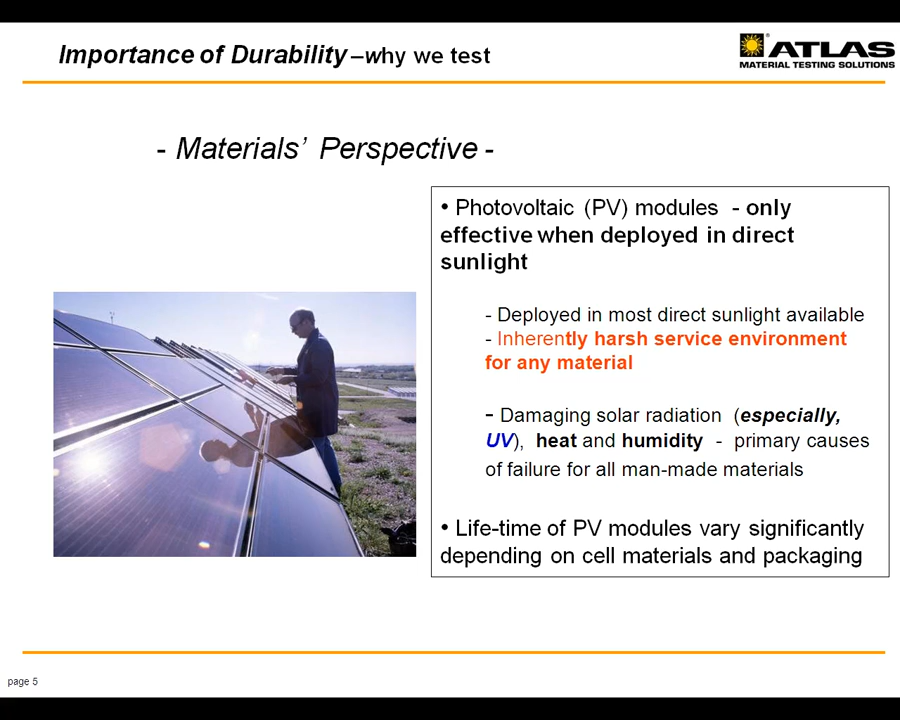 Importance of Durability –why we test
ATLAS
MATERIAL TESTING SOLUTIONS
- Materials’ Perspective -
• Photovoltaic (PV) modules - only
effective when deployed in direct
sunlight
- Deployed in most direct sunlight available
- Inherently harsh service environment
for any material
- Damaging solar radiation (especially,
UV), heat and humidity - primary causes
of failure for all man-made materials
• Life-time of PV modules vary significantly
depending on cell materials and packaging
page 5